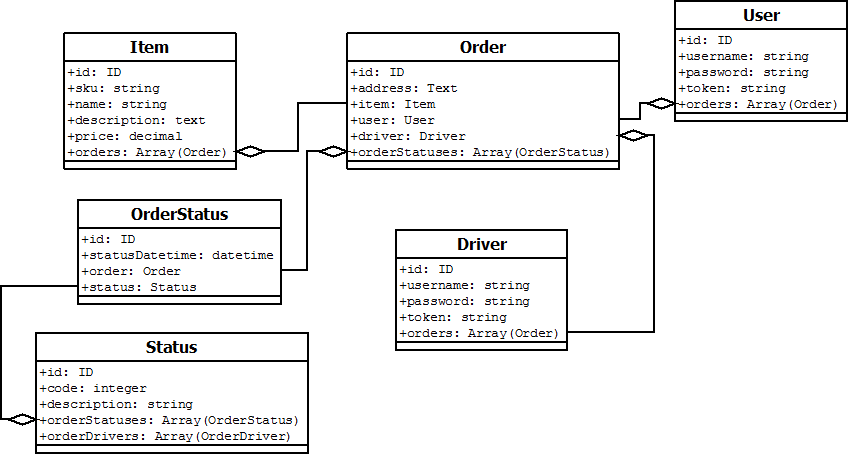 Item
+id: ID
+sku: string
+name: string
+description: text
+price: decimal
+orders: Array(Order)
Order
+id: ID
+address: Text
+item: Item
+user: User
+driver: Driver
+orderStatuses: Array(OrderStatus)
User
+id: ID
+username: string
+password: string
+token: string
+orders: Array(Order)
OrderStatus
+id: ID
+statusDatetime: datetime
+order: Order
+status: Status
Driver
+id: ID
+username: string
+password: string
+token: string
+orders: Array(Order)
Status
+id: ID
+code: integer
+description: string
+orderStatuses: Array(OrderStatus)
+orderDrivers: Array(OrderDriver)